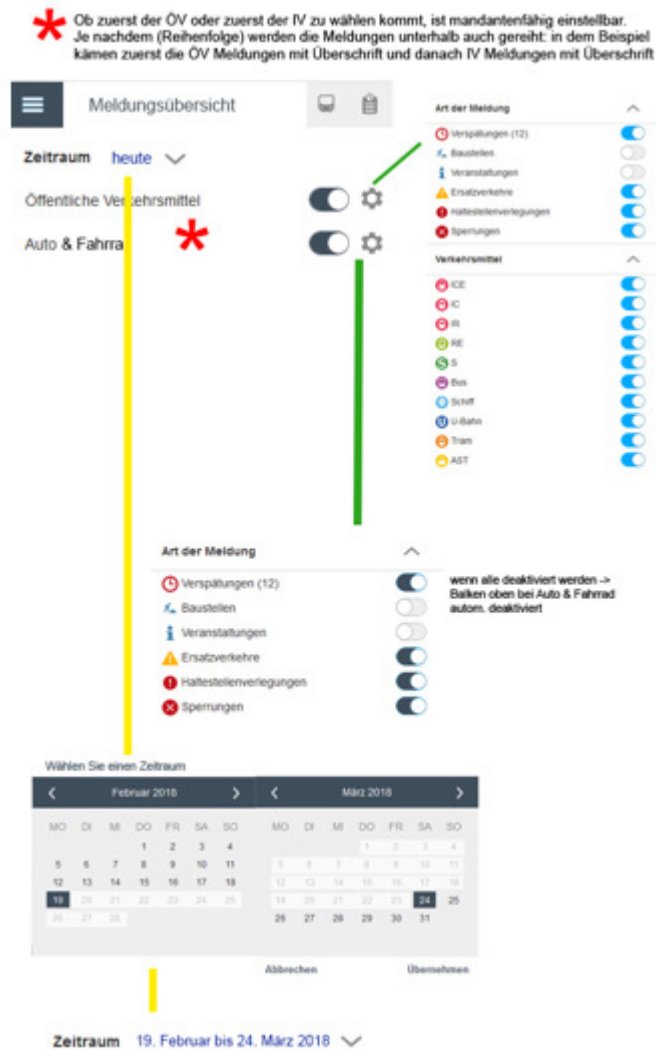 Ob zuerst der ÖV oder zuerst der IV zu wählen kommt, ist mandantenfähig einstellbar.
Je nachdem (Reihenfolge) werden die Meldungen unterhalb auch gereiht: in dem Beispiel
kämen zuerst die ÖV Meldungen mit Überschrift und danach IV Meldungen mit Überschrift
Meldungsübersicht
Zeitraum heute
Öffentliche Verkehrsmittel
Auto & Fahrra
Art der Meldung
Verspätungen (12)
Baustellen
Veranstaltungen
Ersatzverkehre
Haltestellenverlegungen
Sperrungen
Verkehrsmittel
ICE
IC
IR
RE
S
Bus
Schiff
U-Bahn
Tram
AST
Art der Meldung
Verspätungen (12)
Baustellen
Veranstaltungen
Ersatzverkehre
Haltestellenverlegungen
Sperrungen
wenn alle deaktiviert werden ->
Balken oben bei Auto & Fahrrad
autom. deaktiviert
Wählen Sie einen Zeitraum
Februar 2018
MO DI MI DO FR SA SO
1 2 3 4
5 6 7 8 9 10 11
12 13 14 15 16 17 18
19 20 21 22 23 24 25
26 27 28
März 2018
MO DI MI DO FR SA SO
1 2 3 4
5 6 7 8 9 10 11
12 13 14 15 16 17 18
19 20 21 22 23 24 25
26 27 28 29 30 31
Abbrechen Übernehmen
Zeitraum 19. Februar bis 24. März 2018